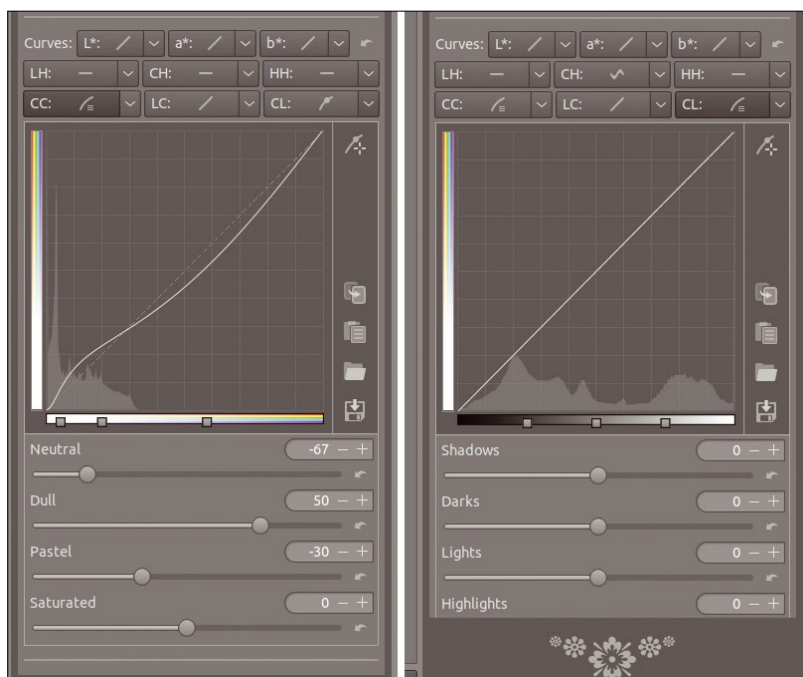 Curves: L*: a*: b*:
LH: CH: HH:
CC: LC: CL:
Neutral -67 − +
Dull 50 − +
Pastel -30 − +
Saturated 0 − +
Curves: L*: a*: b*:
LH: CH: HH:
CC: LC: CL:
Shadows 0 − +
Darks 0 − +
Lights 0 − +
Highlights 0 − +